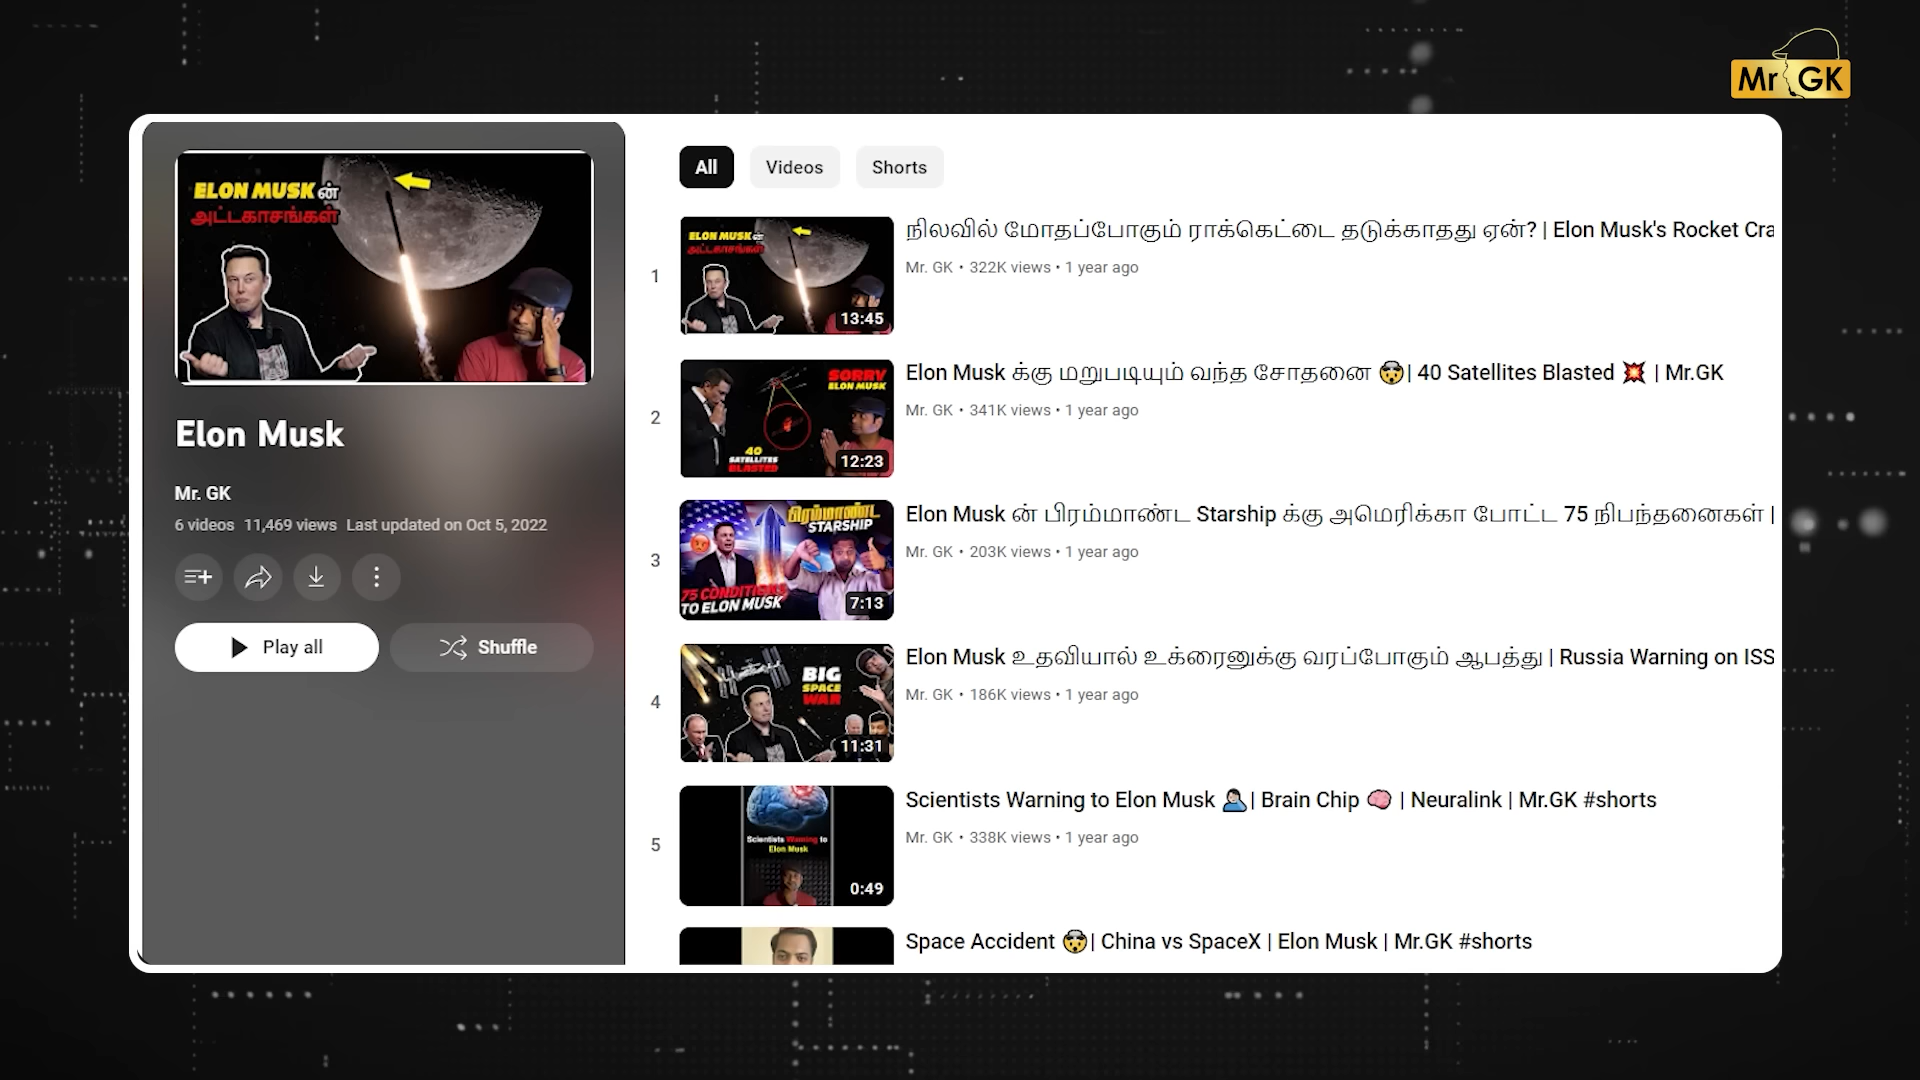 Mr GK
ELON MUSKன்
அட்டகாசங்கள்
Elon Musk
Mr. GK
6 videos 11,469 views Last updated on Oct 5, 2022
Play all
Shuffle
All Videos Shorts
1
ELON MUSKன்
அட்டகாசங்கள்
13:45
நிலவில் மோதப்போகும் ராக்கெட்டை தடுக்காதது ஏன்? | Elon Musk's Rocket Cra
Mr. GK • 322K views • 1 year ago
2
SORRY
ELON MUSK
40
SATELLITES
BLASTED
12:23
Elon Musk க்கு மறுபடியும் வந்த சோதனை 🤯| 40 Satellites Blasted 💥 | Mr.GK
Mr. GK • 341K views • 1 year ago
3
பிரம்மாண்ட
STARSHIP
75 CONDITIONS
TO ELON MUSK
7:13
Elon Musk ன் பிரம்மாண்ட Starship க்கு அமெரிக்கா போட்ட 75 நிபந்தனைகள் |
Mr. GK • 203K views • 1 year ago
4
BIG
SPACE
WAR
11:31
Elon Musk உதவியால் உக்ரைனுக்கு வரப்போகும் ஆபத்து | Russia Warning on ISS
Mr. GK • 186K views • 1 year ago
5
Scientists Warning to
Elon Musk
0:49
Scientists Warning to Elon Musk 🤦🏻‍♂️| Brain Chip 🧠 | Neuralink | Mr.GK #shorts
Mr. GK • 338K views • 1 year ago
Space Accident 🤯| China vs SpaceX | Elon Musk | Mr.GK #shorts